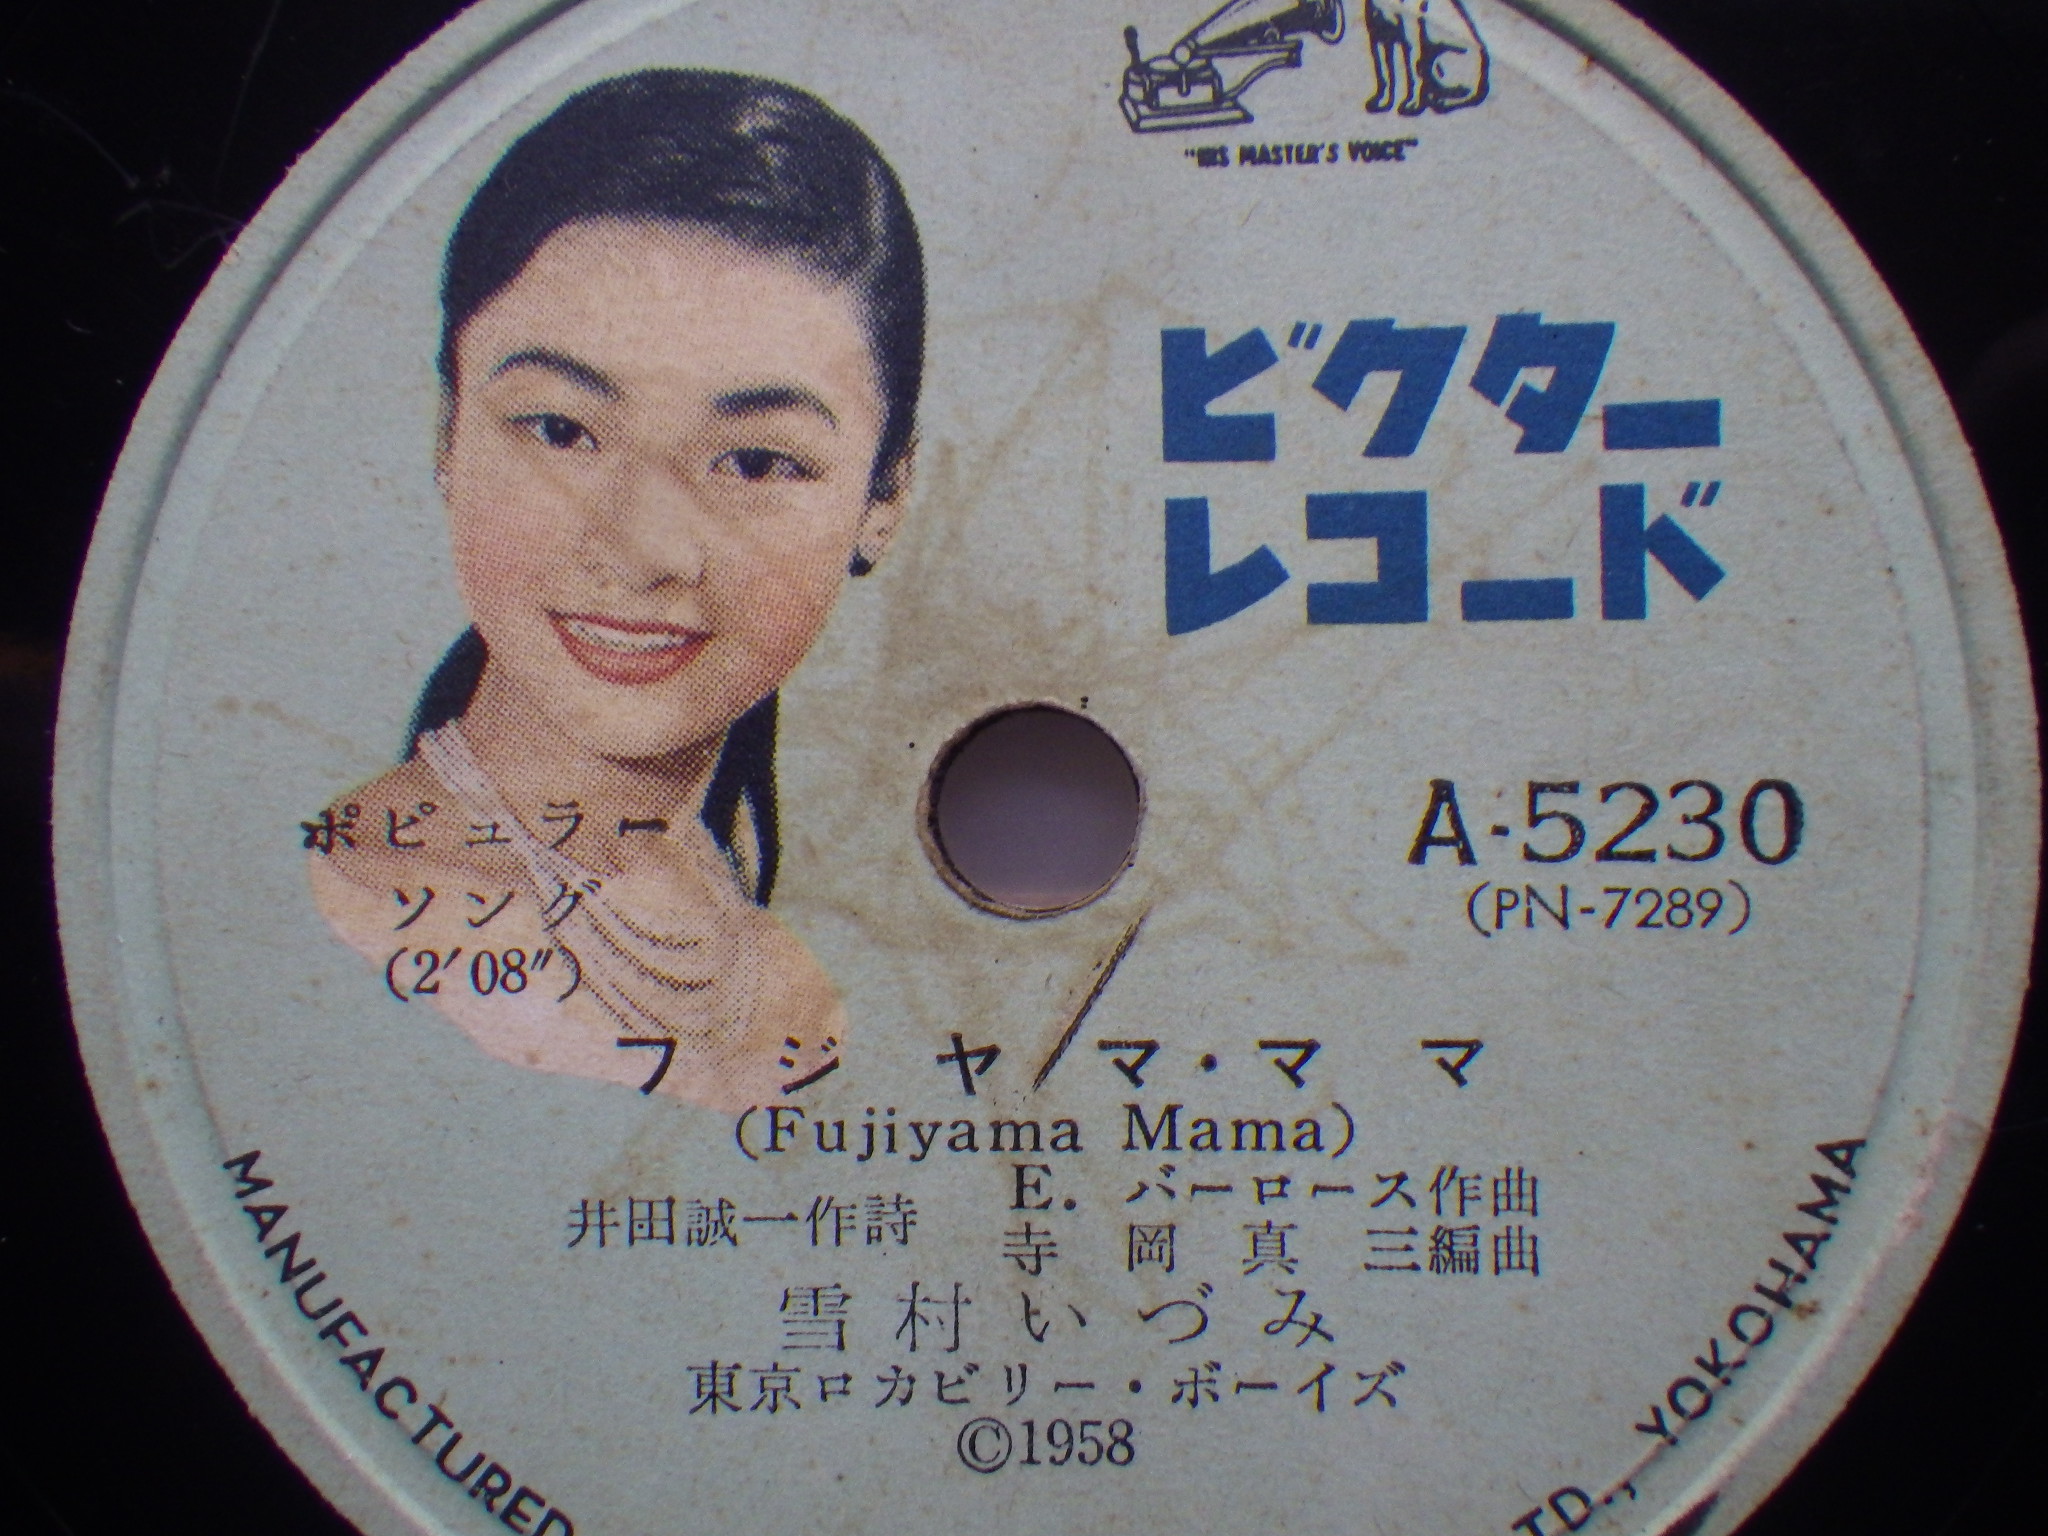 "HIS MASTER'S VOICE"
ビクター
レコード
A-5230
(PN-7289)
ポピュラー
ソング
(2′08″)
フジヤマ・ママ
(Fujiyama Mama)
井田誠一作詩
E. バーロース作曲
寺岡真三編曲
雪村いづみ
東京ロカビリー・ボーイズ
©1958
MANUFACTURED
LTD., YOKOHAMA